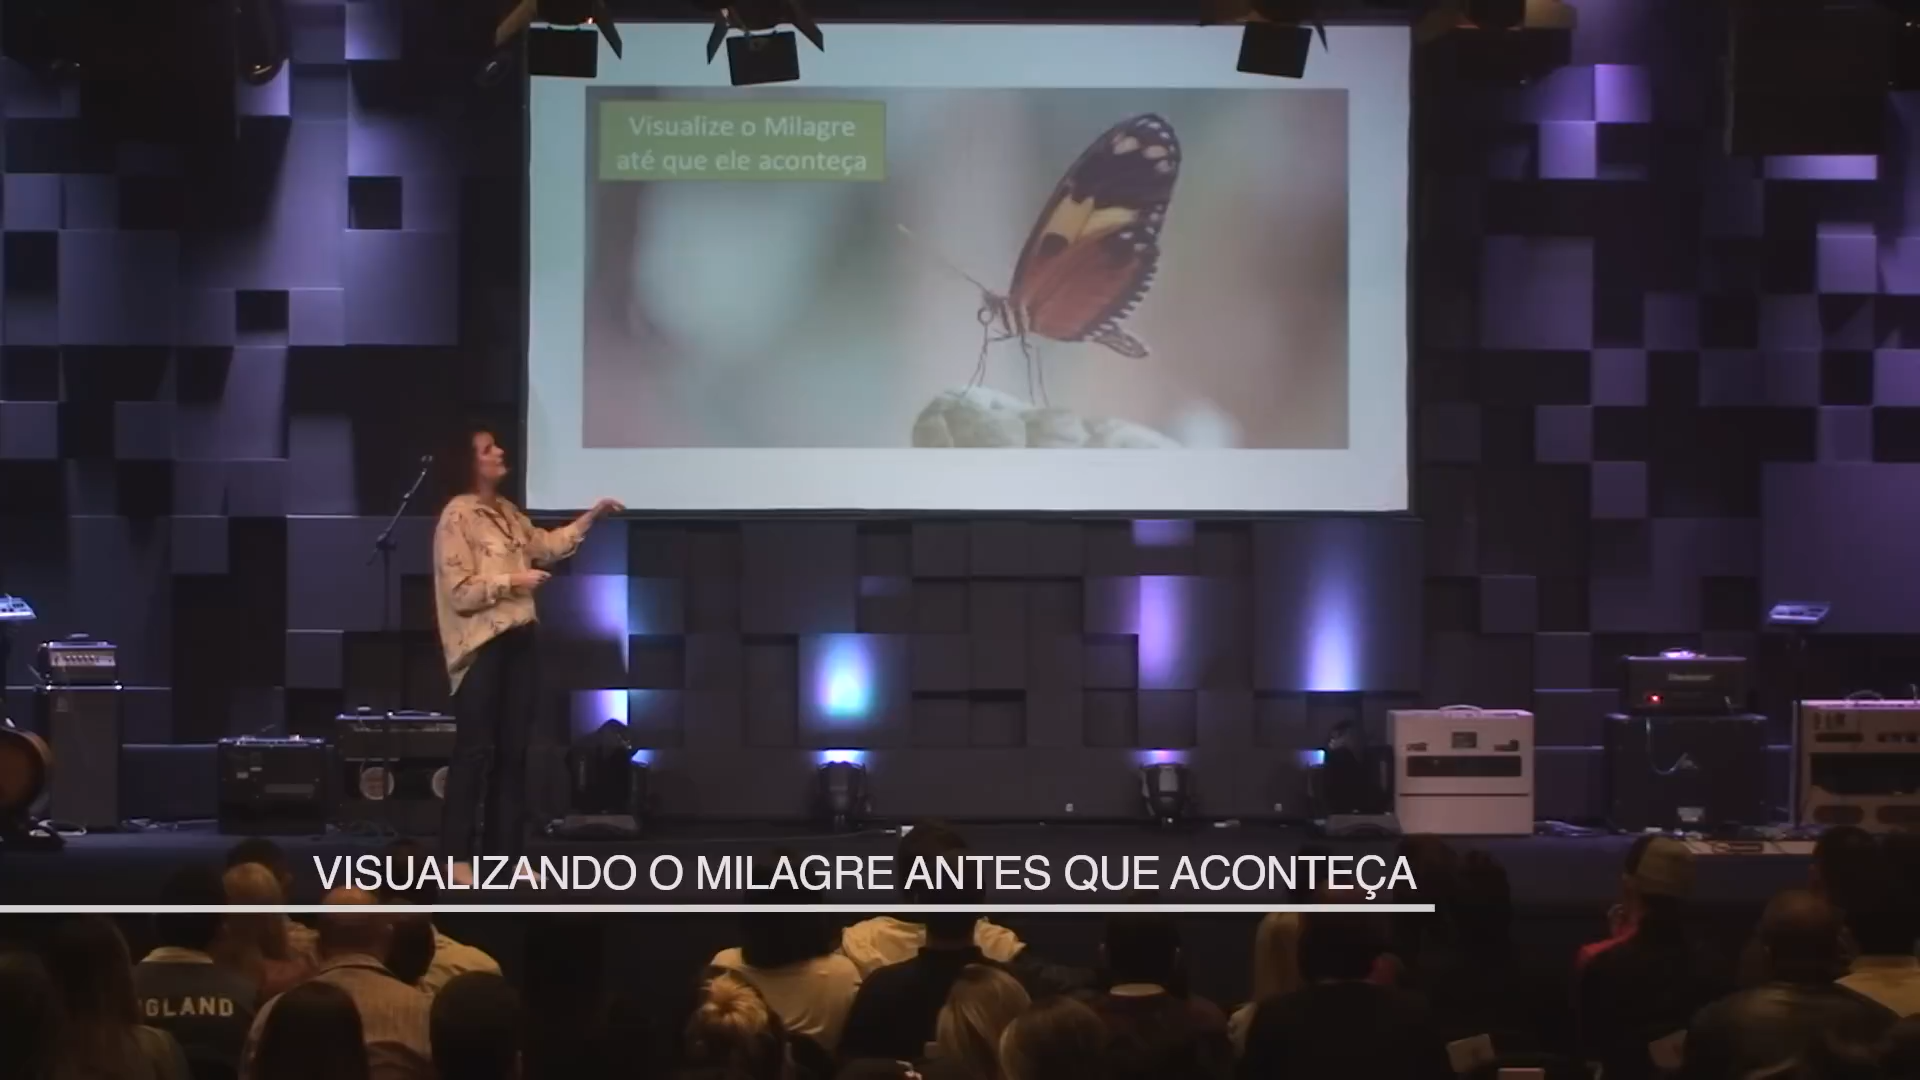 Visualize o Milagre
até que ele aconteça
VISUALIZANDO O MILAGRE ANTES QUE ACONTEÇA
GLAND